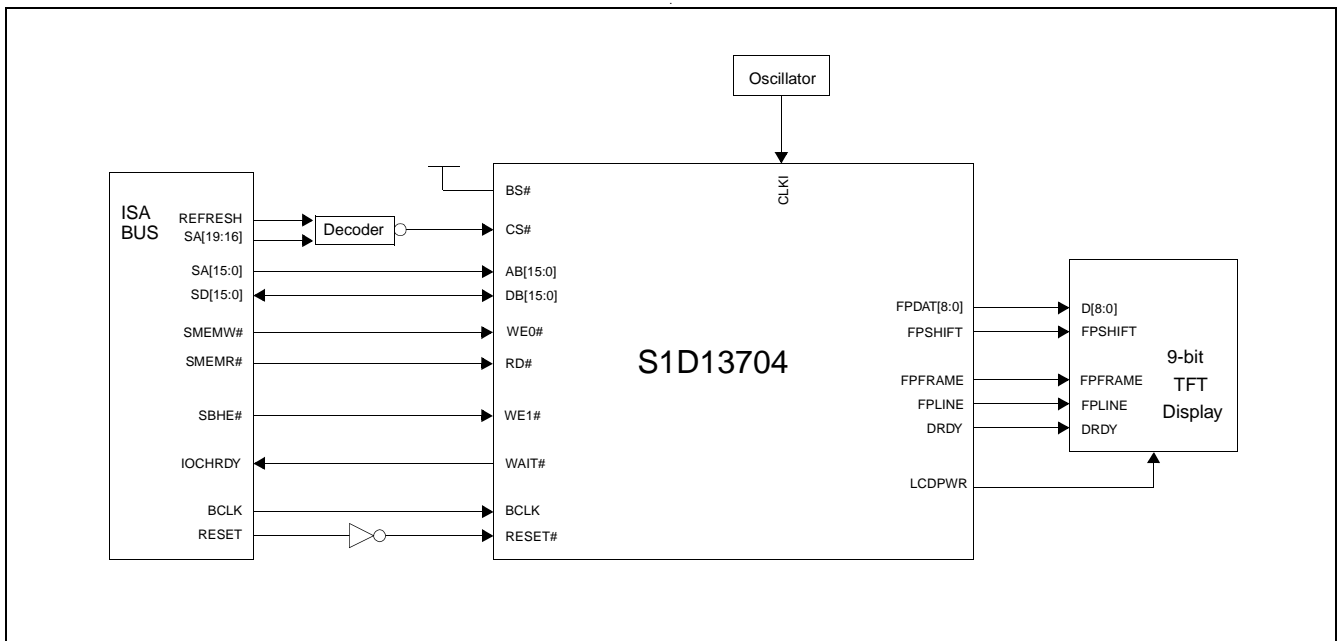 Oscillator
CLKI
ISA
BUS
REFRESH
SA[19:16]
SA[15:0]
SD[15:0]
SMEMW#
SMEMR#
SBHE#
IOCHRDY
BCLK
RESET
Decoder
BS#
CS#
AB[15:0]
DB[15:0]
WE0#
RD#
WE1#
WAIT#
BCLK
RESET#
S1D13704
FPDAT[8:0]
FPSHIFT
FPFRAME
FPLINE
DRDY
LCDPWR
D[8:0]
FPSHIFT
FPFRAME
FPLINE
DRDY
9-bit
TFT
Display